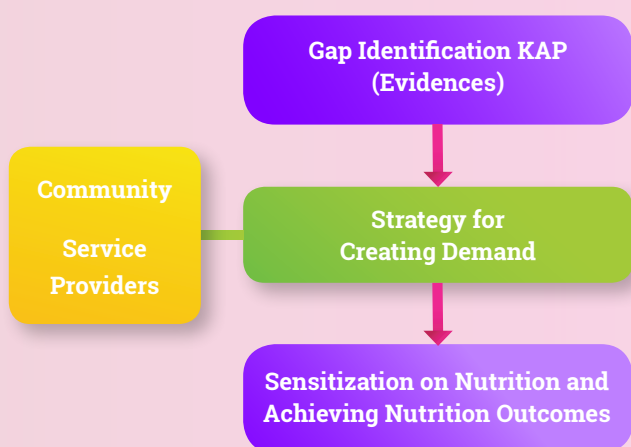 Gap Identification KAP
(Evidences)
Community
Service
Providers
Strategy for
Creating Demand
Sensitization on Nutrition and
Achieving Nutrition Outcomes